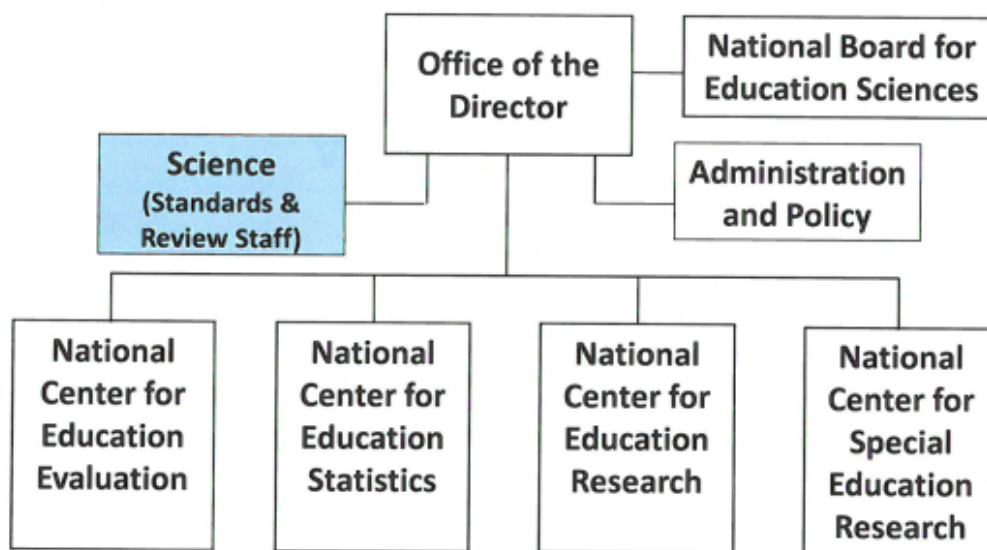 Office of the
Director
National Board for
Education Sciences
Science
(Standards &
Review Staff)
Administration
and Policy
National
Center for
Education
Evaluation
National
Center for
Education
Statistics
National
Center for
Education
Research
National
Center for
Special
Education
Research